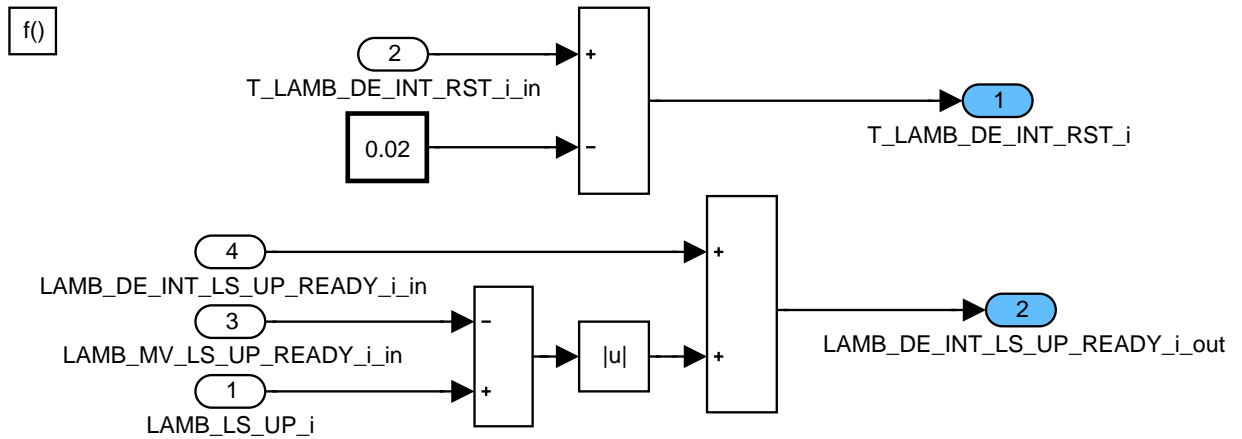 f()
2
+
T_LAMB_DE_INT_RST_i_in
1
T_LAMB_DE_INT_RST_i
0.02
−
4
+
LAMB_DE_INT_LS_UP_READY_i_in
3
−
LAMB_MV_LS_UP_READY_i_in
|u|
+
2
LAMB_DE_INT_LS_UP_READY_i_out
1
+
LAMB_LS_UP_i